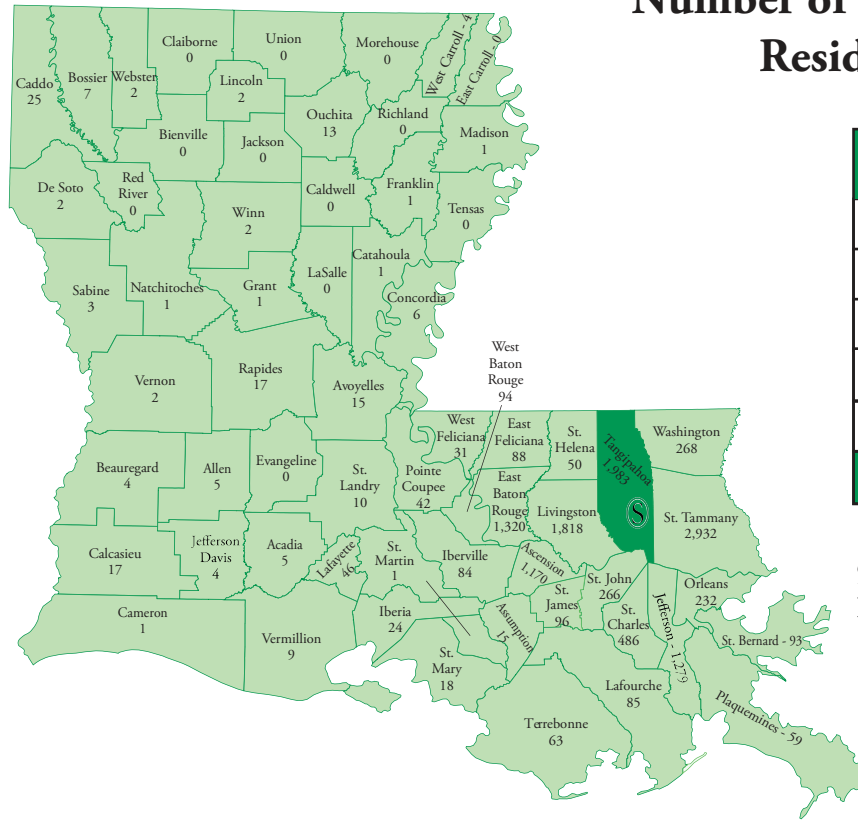 Number of
Resid
Claiborne
0
Union
0
Morehouse
0
West Carroll - 4
East Carroll - 0
Caddo
25
Bossier
7
Webster
2
Lincoln
2
Ouchita
13
Richland
0
Madison
1
Bienville
0
Jackson
0
De Soto
2
Red
River
0
Caldwell
0
Franklin
1
Tensas
0
Winn
2
Sabine
3
Natchitoches
1
Grant
1
LaSalle
0
Catahoula
1
Concordia
6
Vernon
2
Rapides
17
Avoyelles
15
West
Baton
Rouge
94
West
Feliciana
31
East
Feliciana
88
St.
Helena
50
Tangipahoa
1,983
S
Washington
268
Beauregard
4
Allen
5
Evangeline
0
St.
Landry
10
Pointe
Coupee
42
East
Baton
Rouge
1,320
Livingston
1,818
St. Tammany
2,932
Calcasieu
17
Jefferson
Davis
4
Acadia
5
Lafayette
46
St.
Martin
1
Iberville
84
Ascension
1,170
St. John
266
Orleans
232
Cameron
1
Vermillion
9
Iberia
24
Assumption
15
St.
James
96
St.
Charles
486
Jefferson - 1,279
St. Bernard - 93
St.
Mary
18
Terrebonne
63
Lafourche
85
Plaquemines - 59